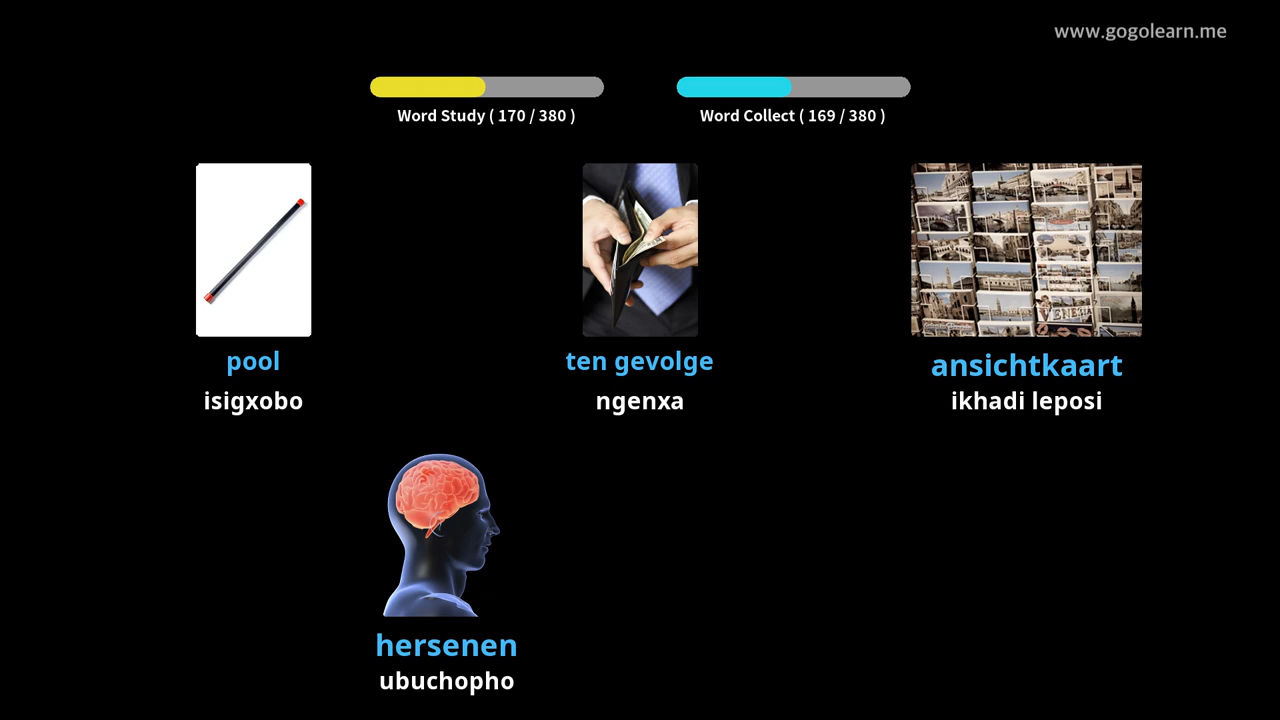 www.gogolearn.me
Word Study ( 170 / 380 )
Word Collect ( 169 / 380 )
pool
isigxobo
ten gevolge
ngenxa
VENEZIA
ansichtkaart
ikhadi leposi
hersenen
ubuchopho